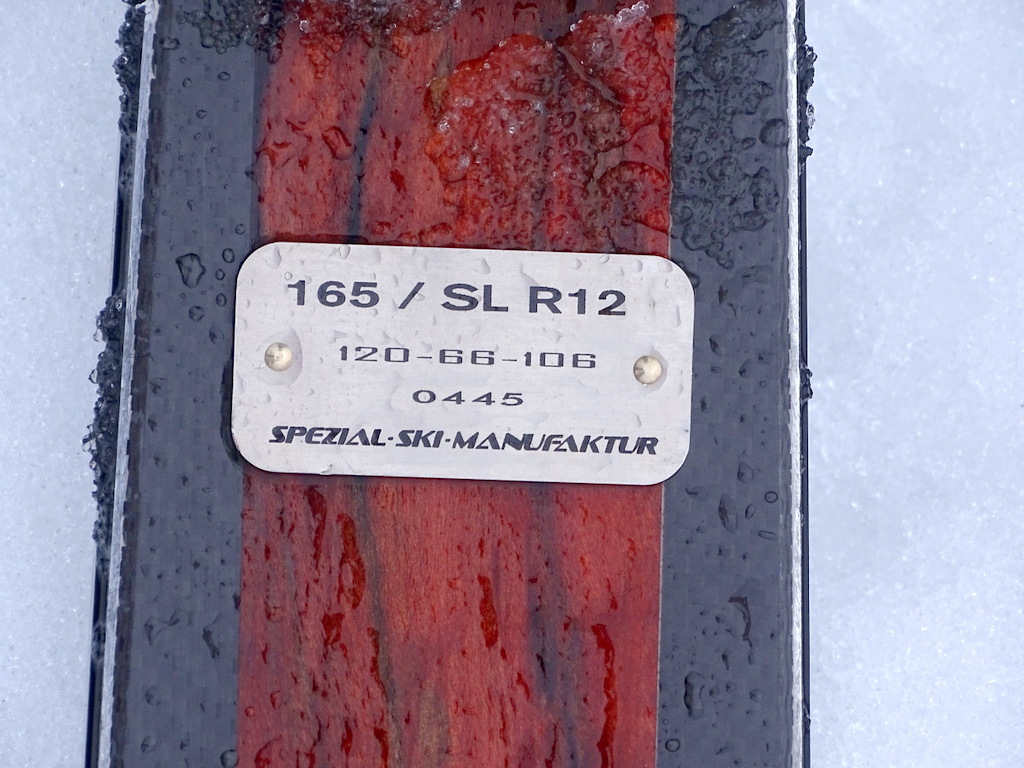 165 / SL R12
120-66-106
0445
SPEZIAL·SKI·MANUFAKTUR